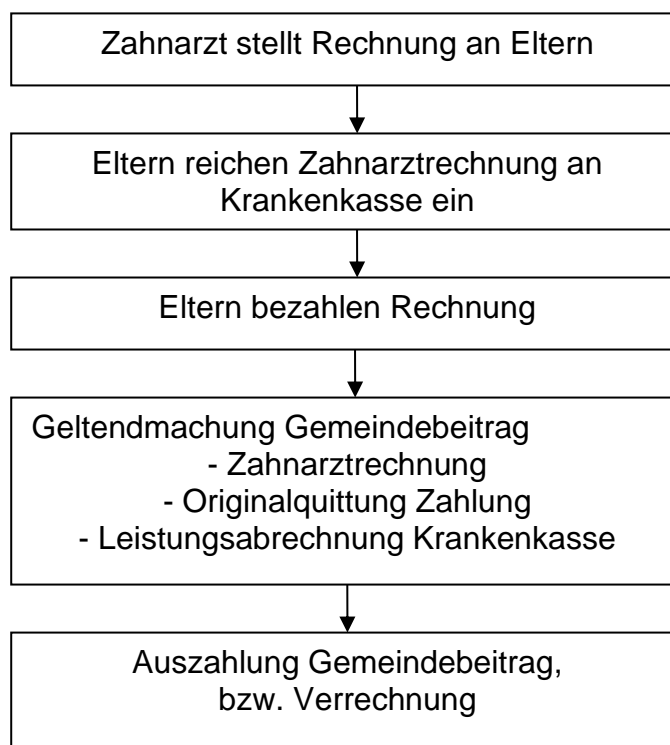 Zahnarzt stellt Rechnung an Eltern
Eltern reichen Zahnarztrechnung an
Krankenkasse ein
Eltern bezahlen Rechnung
Geltendmachung Gemeindebeitrag
- Zahnarztrechnung
- Originalquittung Zahlung
- Leistungsabrechnung Krankenkasse
Auszahlung Gemeindebeitrag,
bzw. Verrechnung